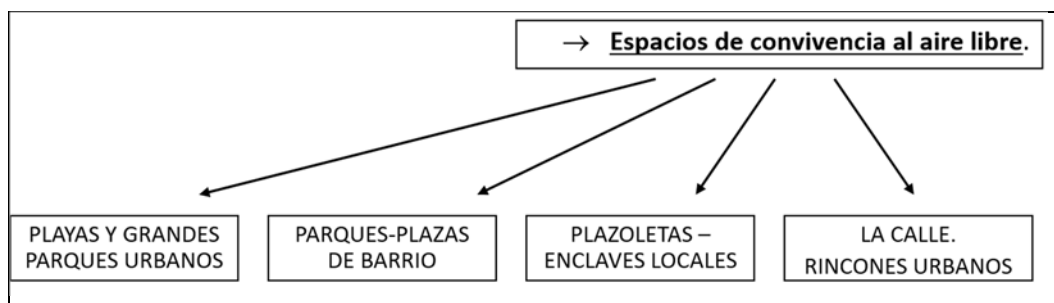 → Espacios de convivencia al aire libre.
PLAYAS Y GRANDES
PARQUES URBANOS
PARQUES-PLAZAS
DE BARRIO
PLAZOLETAS –
ENCLAVES LOCALES
LA CALLE.
RINCONES URBANOS